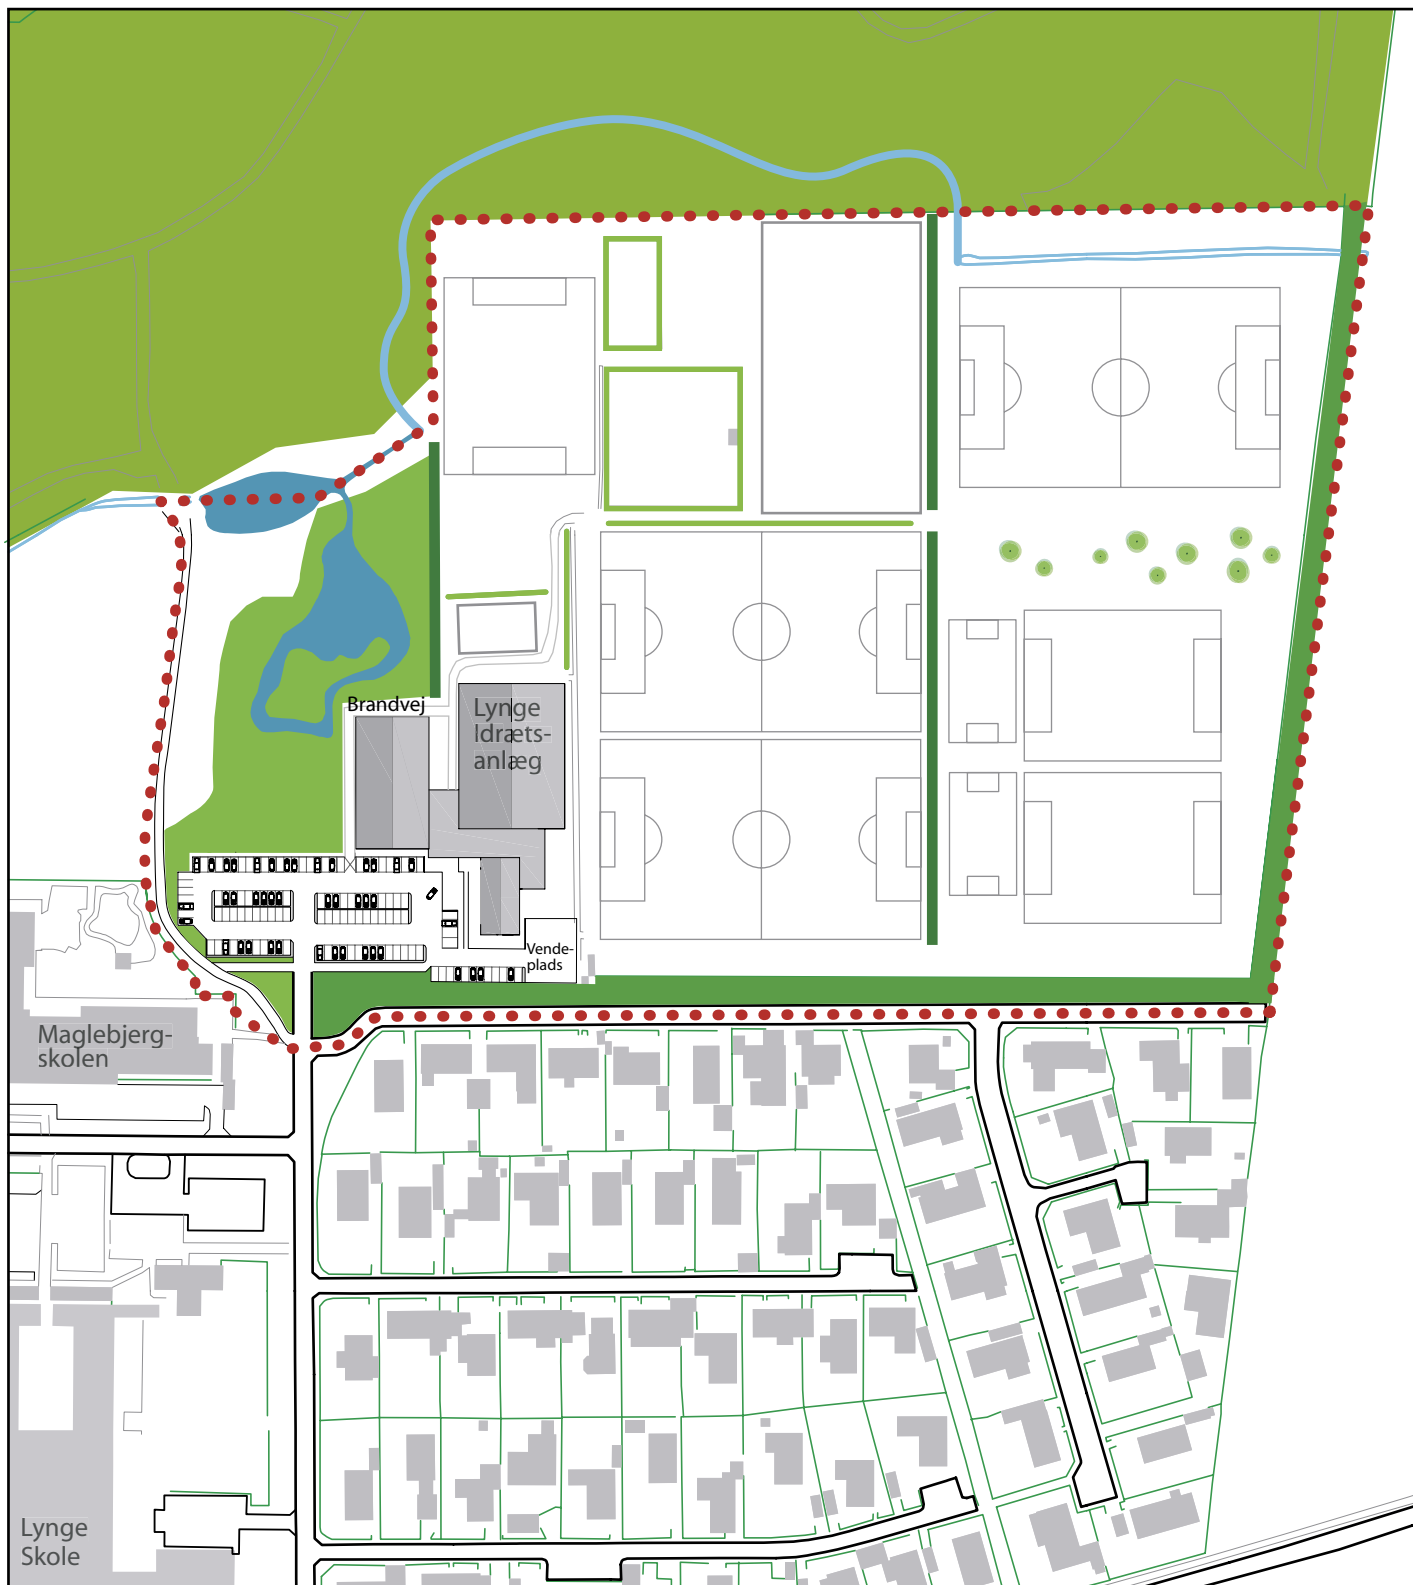 Brandvej
Lynge
Idræts-
anlæg
Vende-
plads
Maglebjerg-
skolen
Lynge
Skole